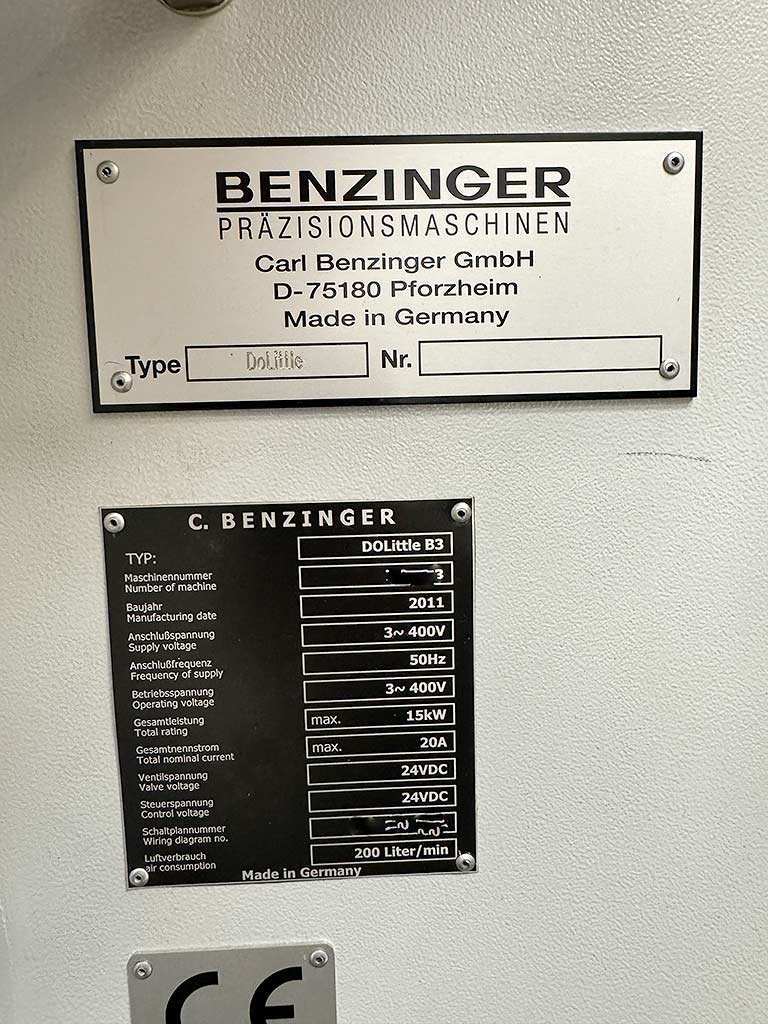 BENZINGER
PRÄZISIONSMASCHINEN
Carl Benzinger GmbH
D-75180 Pforzheim
Made in Germany
Type DoLittle Nr.
C. BENZINGER
TYP: DOLittle B3
Maschinennummer
Number of machine 3
Baujahr
Manufacturing date 2011
Anschlußspannung
Supply voltage 3~ 400V
Anschlußfrequenz
Frequency of supply 50Hz
Betriebsspannung
Operating voltage 3~ 400V
Gesamtleistung
Total rating max. 15kW
Gesamtnennstrom
Total nominal current max. 20A
Ventilspannung
Valve voltage 24VDC
Steuerspannung
Control voltage 24VDC
Schaltplannummer
Wiring diagram no.
Luftverbrauch
air consumption 200 Liter/min
Made in Germany
CE